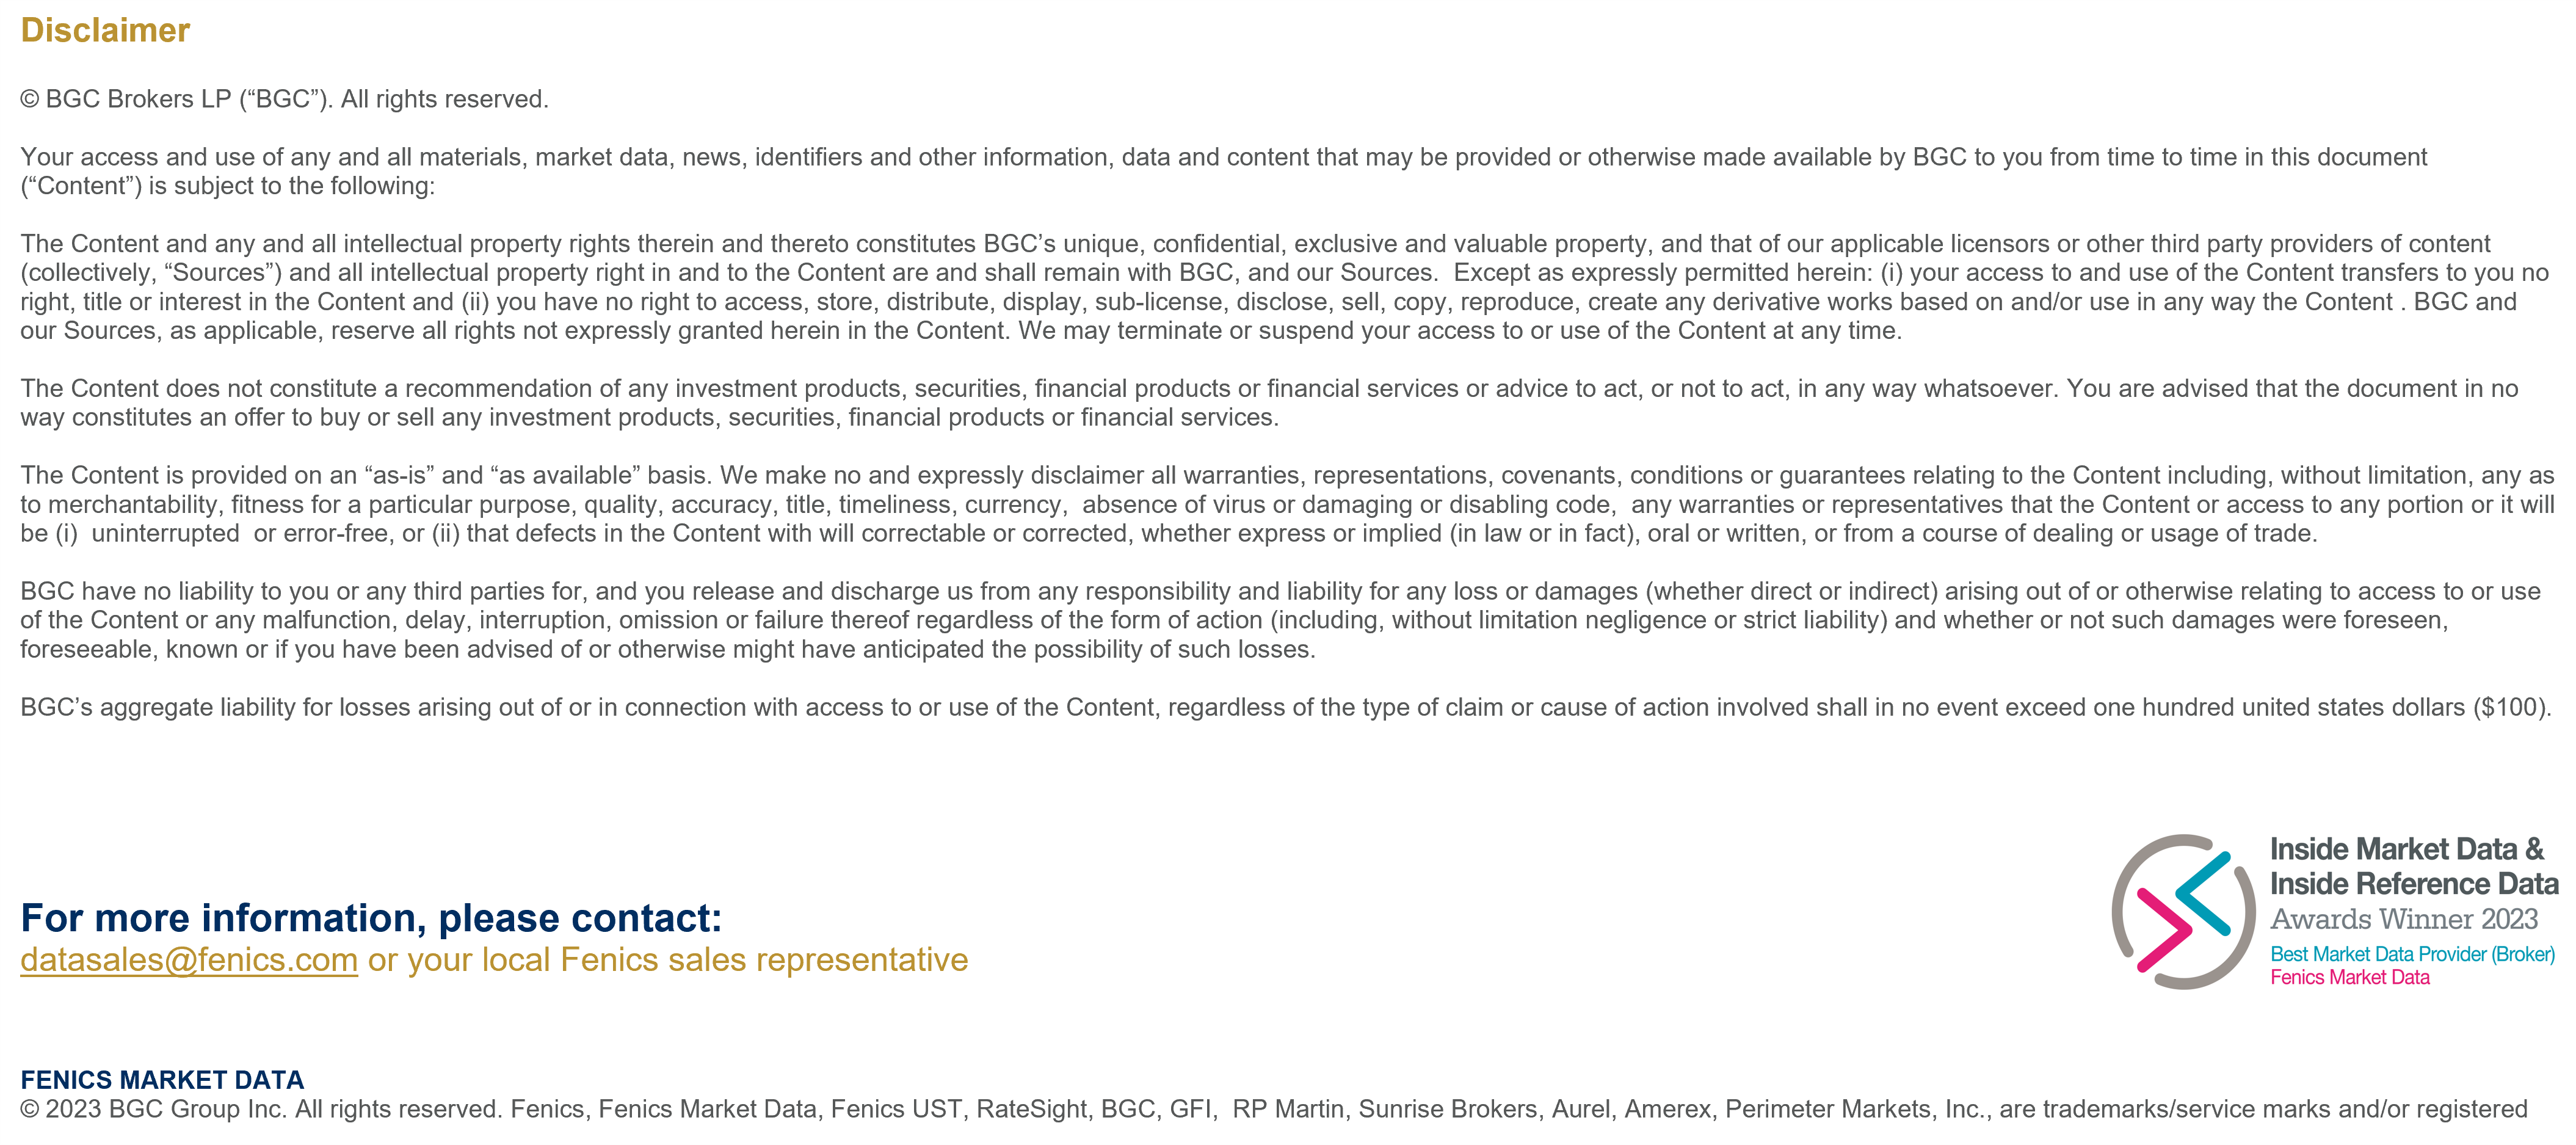 Disclaimer
© BGC Brokers LP (“BGC”). All rights reserved.
Your access and use of any and all materials, market data, news, identifiers and other information, data and content that may be provided or otherwise made available by BGC to you from time to time in this document
(“Content”) is subject to the following:
The Content and any and all intellectual property rights therein and thereto constitutes BGC’s unique, confidential, exclusive and valuable property, and that of our applicable licensors or other third party providers of content
(collectively, “Sources”) and all intellectual property right in and to the Content are and shall remain with BGC, and our Sources.  Except as expressly permitted herein: (i) your access to and use of the Content transfers to you no
right, title or interest in the Content and (ii) you have no right to access, store, distribute, display, sub-license, disclose, sell, copy, reproduce, create any derivative works based on and/or use in any way the Content . BGC and
our Sources, as applicable, reserve all rights not expressly granted herein in the Content. We may terminate or suspend your access to or use of the Content at any time.
The Content does not constitute a recommendation of any investment products, securities, financial products or financial services or advice to act, or not to act, in any way whatsoever. You are advised that the document in no
way constitutes an offer to buy or sell any investment products, securities, financial products or financial services.
The Content is provided on an “as-is” and “as available” basis. We make no and expressly disclaimer all warranties, representations, covenants, conditions or guarantees relating to the Content including, without limitation, any as
to merchantability, fitness for a particular purpose, quality, accuracy, title, timeliness, currency,  absence of virus or damaging or disabling code,  any warranties or representatives that the Content or access to any portion or it will
be (i)  uninterrupted  or error-free, or (ii) that defects in the Content with will correctable or corrected, whether express or implied (in law or in fact), oral or written, or from a course of dealing or usage of trade.
BGC have no liability to you or any third parties for, and you release and discharge us from any responsibility and liability for any loss or damages (whether direct or indirect) arising out of or otherwise relating to access to or use
of the Content or any malfunction, delay, interruption, omission or failure thereof regardless of the form of action (including, without limitation negligence or strict liability) and whether or not such damages were foreseen,
foreseeable, known or if you have been advised of or otherwise might have anticipated the possibility of such losses.
BGC’s aggregate liability for losses arising out of or in connection with access to or use of the Content, regardless of the type of claim or cause of action involved shall in no event exceed one hundred united states dollars ($100).
For more information, please contact:
datasales@fenics.com or your local Fenics sales representative
Inside Market Data &
Inside Reference Data
Awards Winner 2023
Best Market Data Provider (Broker)
Fenics Market Data
FENICS MARKET DATA
© 2023 BGC Group Inc. All rights reserved. Fenics, Fenics Market Data, Fenics UST, RateSight, BGC, GFI,  RP Martin, Sunrise Brokers, Aurel, Amerex, Perimeter Markets, Inc., are trademarks/service marks and/or registered